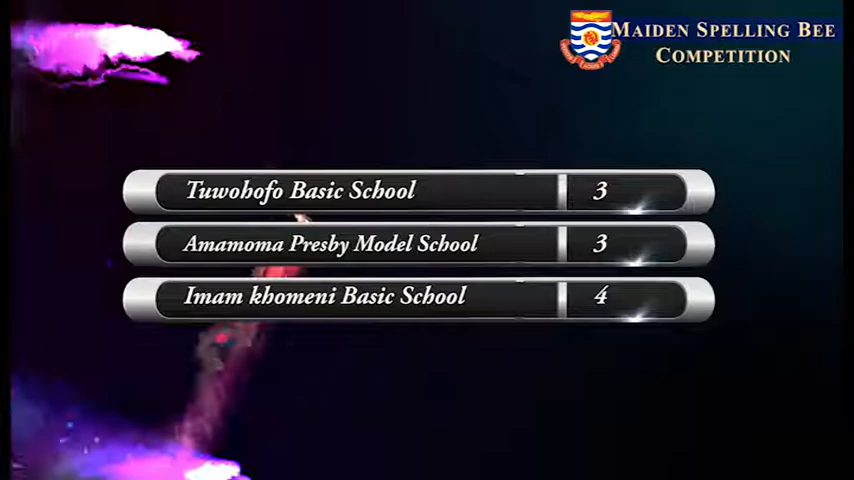 MAIDEN SPELLING BEE
COMPETITION
Tuwohofo Basic School 3
Amamoma Presby Model School 3
Imam khomeni Basic School 4